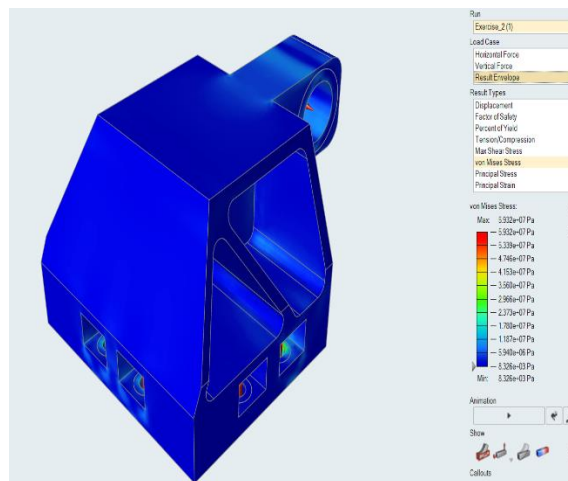 Run
Exercise_2 (1)
Load Case
Horizontal Force
Vertical Force
Result Envelope
Result Types
Displacement
Factor of Safety
Percent of Yield
Tension/Compression
Max Shear Stress
von Mises Stress
Principal Stress
Principal Strain
von Mises Stress:
Max: 5.932e+07 Pa
5.932e+07 Pa
5.339e+07 Pa
4.746e+07 Pa
4.153e+07 Pa
3.560e+07 Pa
2.966e+07 Pa
2.373e+07 Pa
1.780e+07 Pa
1.187e+07 Pa
5.940e+06 Pa
8.326e+03 Pa
Min: 8.326e+03 Pa
Animation
Show
Callouts